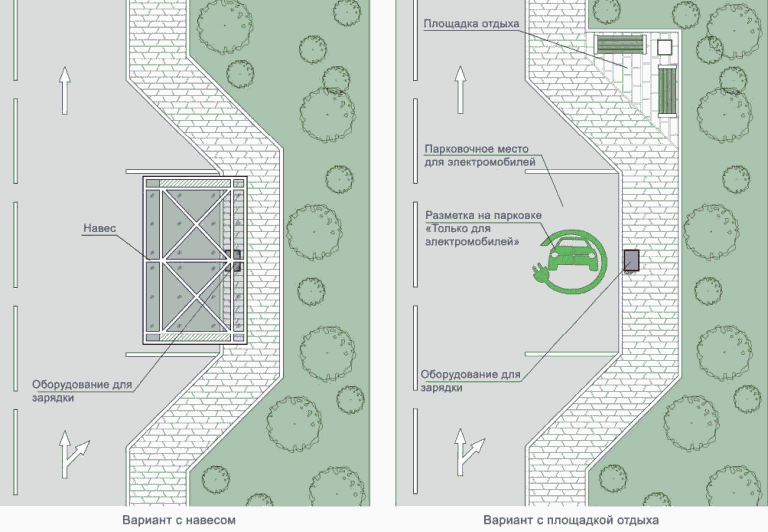 Навес
Оборудование для
зарядки
Вариант с навесом
Площадка отдыха
Парковочное место
для электромобилей
Разметка на парковке
«Только для
электромобилей»
Оборудование для
зарядки
Вариант с площадкой отдыха